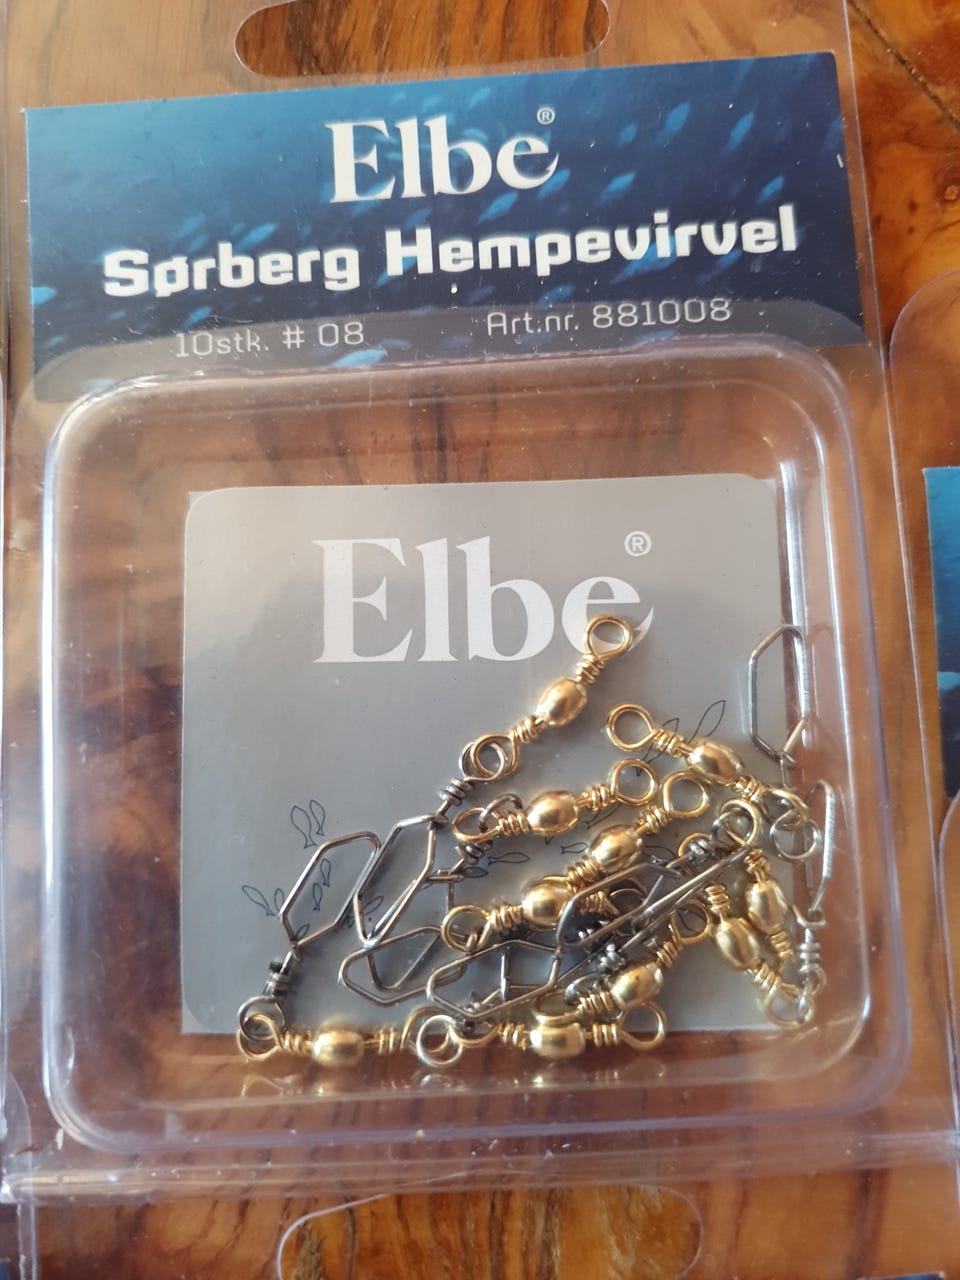 Elbe®
Sørberg Hempevirvel
10stk. # 08 Art.nr. 881008
Elbe®